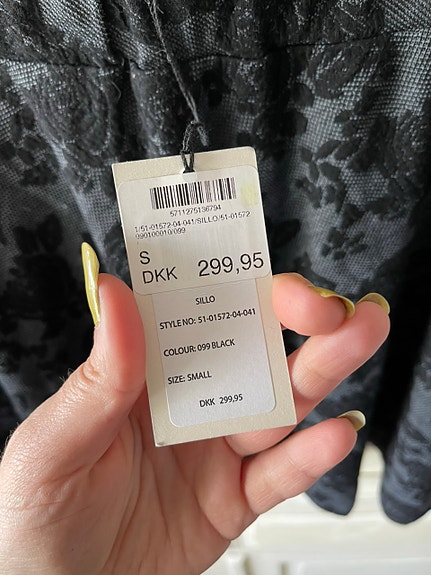 5711275136794
1/51-01572-04-041/SILLO/51-01572
090100010/099
S
DKK 299,95
SILLO
STYLE NO: 51-01572-04-041
COLOUR: 099 BLACK
SIZE: SMALL
DKK 299,95